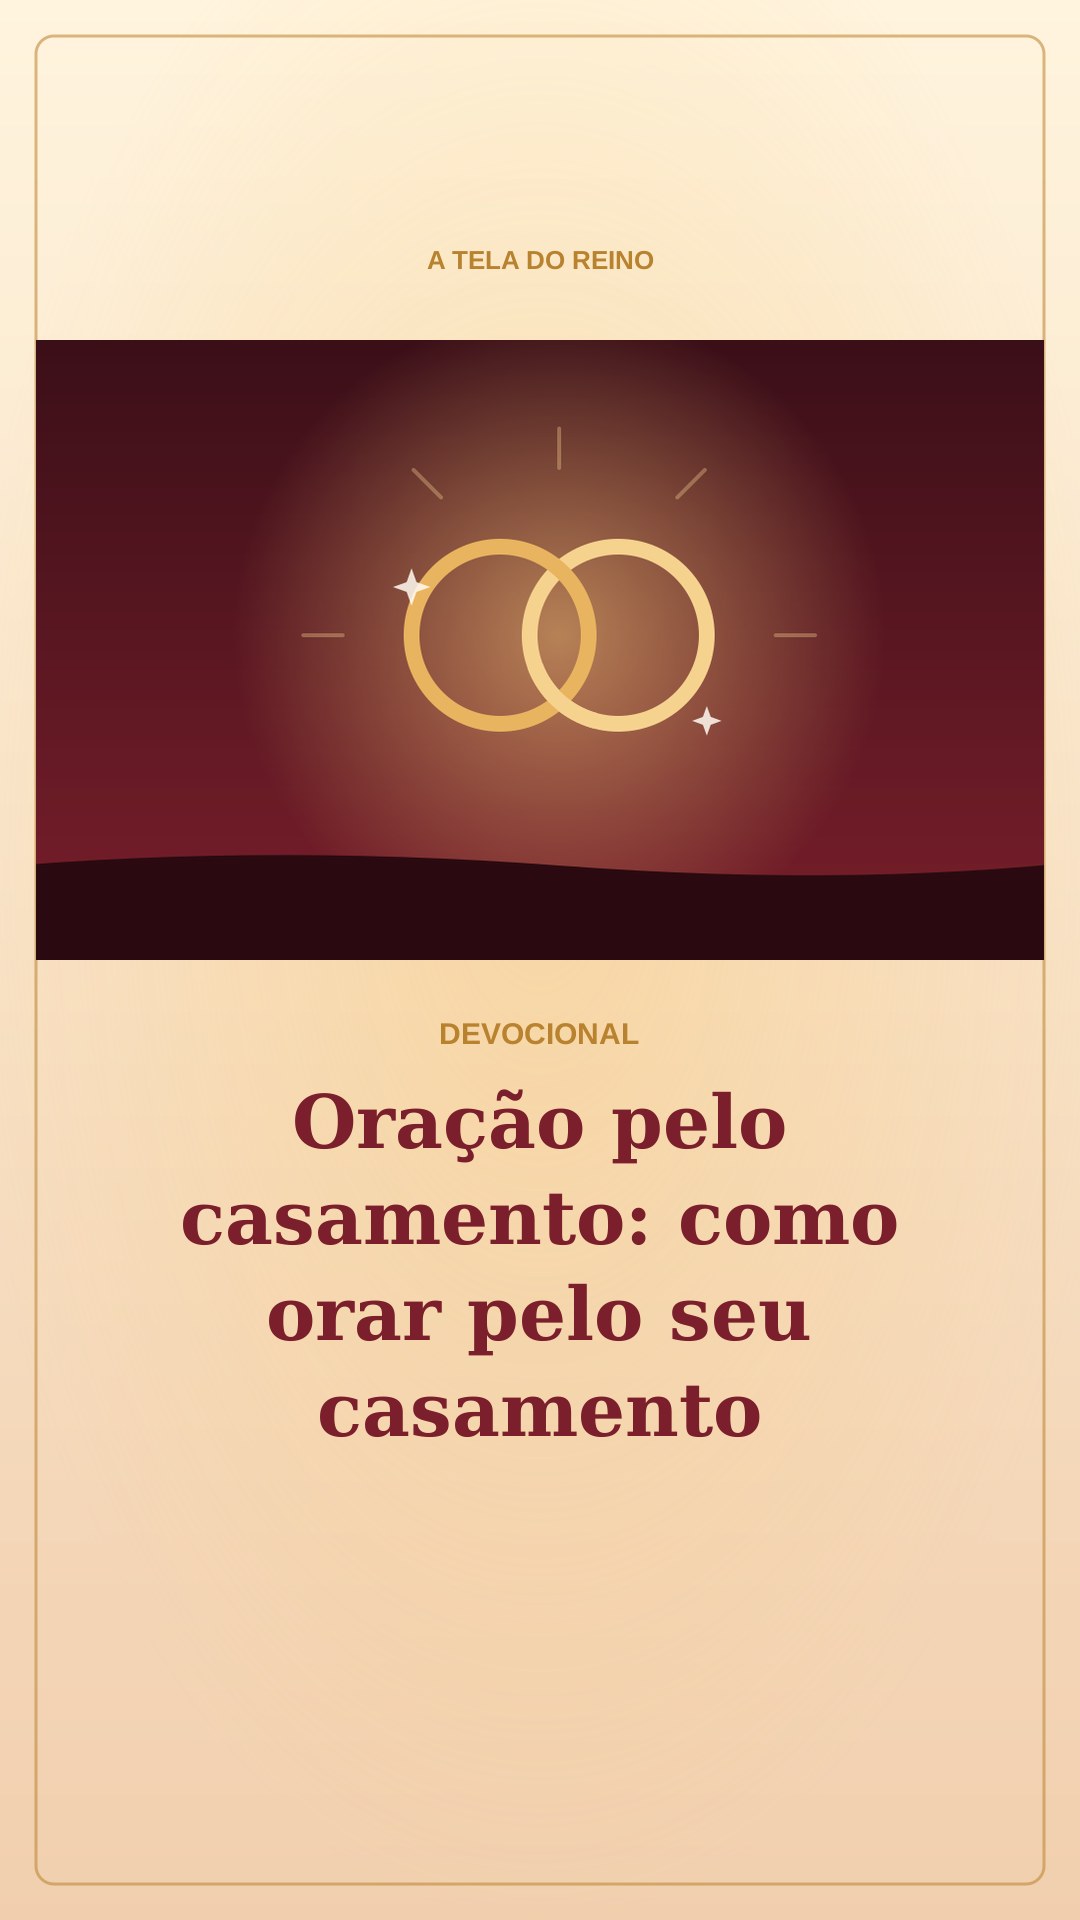 A TELA DO REINO
DEVOCIONAL
Oração pelo
casamento: como
orar pelo seu
casamento